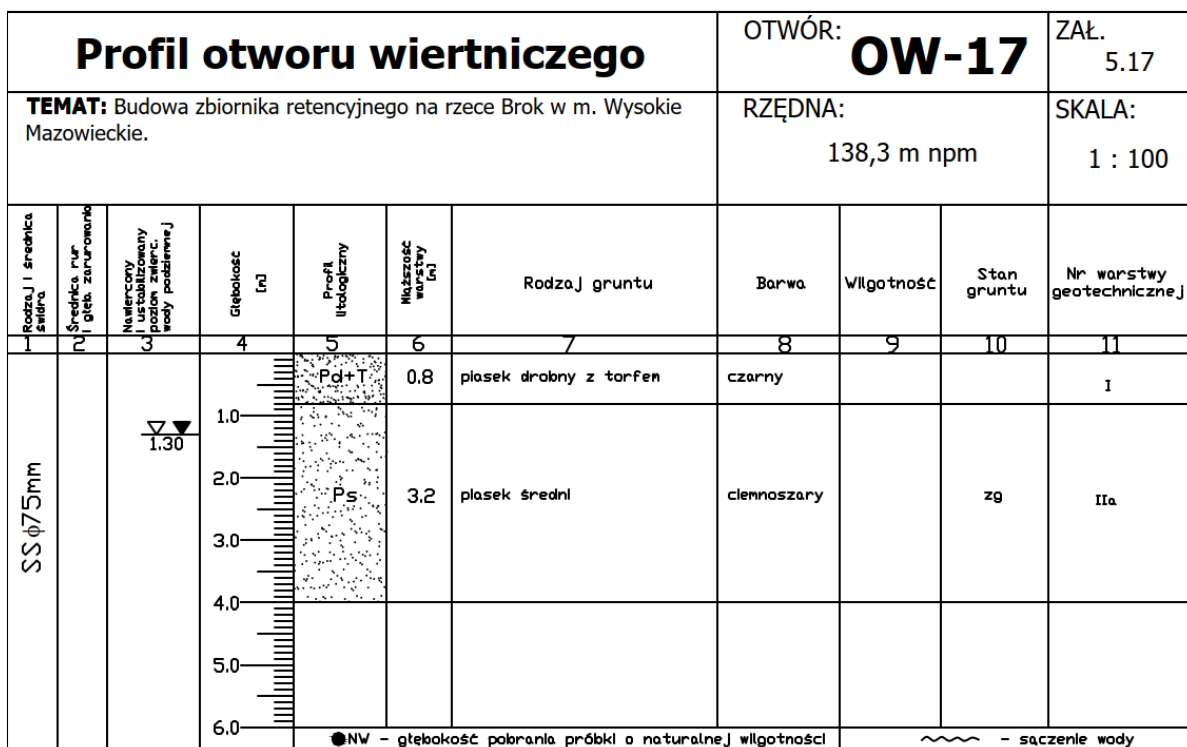 Profil otworu wiertniczego
OTWÓR: OW-17
ZAŁ.
5.17
TEMAT: Budowa zbiornika retencyjnego na rzece Brok w m. Wysokie
Mazowieckie.
RZĘDNA:
138,3 m npm
SKALA:
1 : 100
Rodzaj i średnica
świdra
Średnica rur
i głęb. zarurowania
Nawiercony
i ustabilizowany
poziom zwierc.
wody podziemnej
Głębokość
[m]
Profil
litologiczny
Miąższość
warstwy
[m]
Rodzaj gruntu
Barwa
Wilgotność
Stan
gruntu
Nr warstwy
geotechnicznej
1 2 3 4 5 6 7 8 9 10 11
Pd+T 0.8 piasek drobny z torfem czarny I
1.0
1.30
2.0
SSϕ75mm
Ps 3.2 piasek średni ciemnoszary zg IIa
3.0
4.0
5.0
6.0
NW - głębokość pobrania próbki o naturalnej wilgotności - sączenie wody